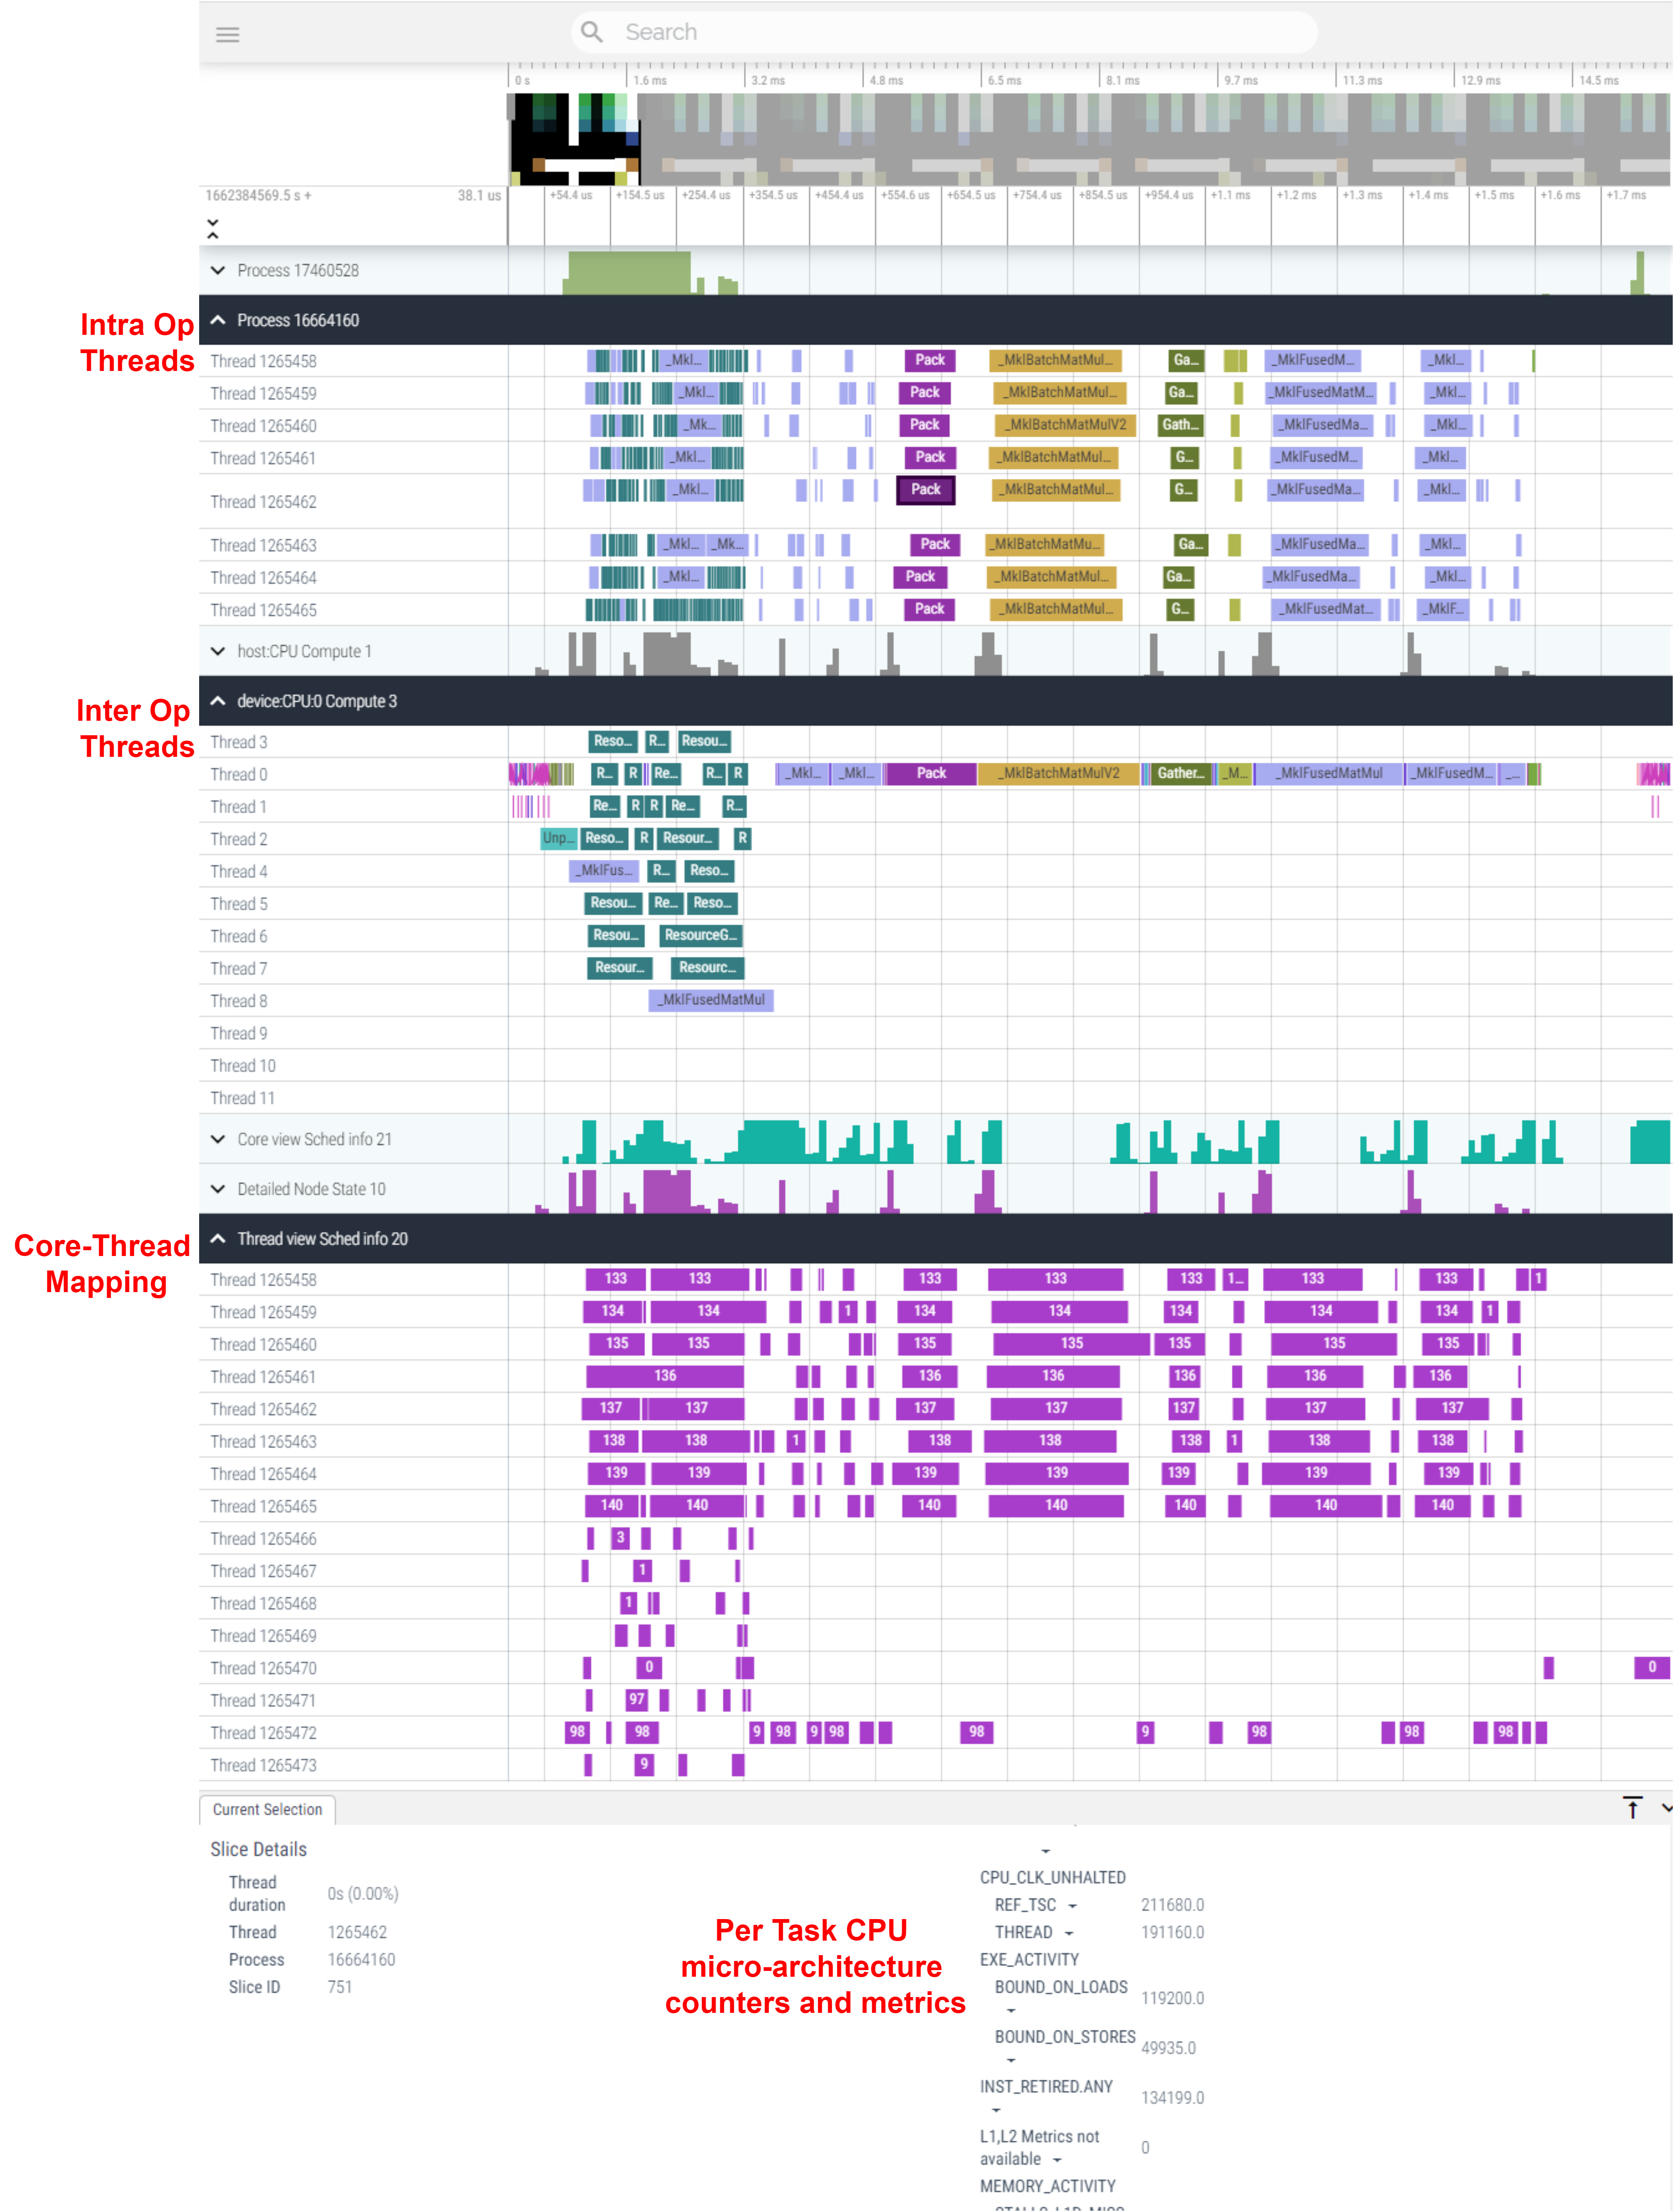 Search
0 s 1.6 ms 3.2 ms 4.8 ms 6.5 ms 8.1 ms 9.7 ms 11.3 ms 12.9 ms 14.5 ms
1662384569.5 s + 38.1 us +54.4 us +154.5 us +254.4 us +354.5 us +454.4 us +554.6 us +654.5 us +754.4 us +854.5 us +954.4 us +1.1 ms +1.2 ms +1.3 ms +1.4 ms +1.5 ms +1.6 ms +1.7 ms
Process 17460528
Intra Op
Threads
Process 16664160
Thread 1265458 _Mkl... Pack _MklBatchMatMul... Ga... _MklFusedM... _Mkl...
Thread 1265459 _Mkl... Pack _MklBatchMatMul... Ga... _MklFusedMatM... _Mkl...
Thread 1265460 _Mk... Pack _MklBatchMatMulV2 Gath... _MklFusedMa... _Mkl...
Thread 1265461 _Mkl... Pack _MklBatchMatMul... G... _MklFusedM... _Mkl...
Thread 1265462 _Mkl... Pack _MklBatchMatMul... G... _MklFusedMa... _Mkl...
Thread 1265463 _Mkl... _Mk... Pack _MklBatchMatMu... Ga... _MklFusedMa... _Mkl...
Thread 1265464 _Mkl... Pack _MklBatchMatMul... Ga... _MklFusedMa... _Mkl...
Thread 1265465 Pack _MklBatchMatMul... G... _MklFusedMat... _MklF...
host:CPU Compute 1
Inter Op
Threads
device:CPU:0 Compute 3
Thread 3 Reso... R... Resou...
Thread 0 R... R Re... R... R _Mkl... _Mkl... Pack _MklBatchMatMulV2 Gather... _M... _MklFusedMatMul _MklFusedM... _...
Thread 1 Re... R R Re... R...
Thread 2 Unp... Reso... R Resour... R
Thread 4 _MklFus... R... Reso...
Thread 5 Resou... Re... Reso...
Thread 6 Resou... ResourceG...
Thread 7 Resour... Resourc...
Thread 8 _MklFusedMatMul
Thread 9
Thread 10
Thread 11
Core view Sched info 21
Detailed Node State 10
Core-Thread
Mapping
Thread view Sched info 20
Thread 1265458 133 133 133 133 133 1... 133 133 1
Thread 1265459 134 134 1 134 134 134 134 134 1
Thread 1265460 135 135 135 135 135 135 135
Thread 1265461 136 136 136 136 136 136
Thread 1265462 137 137 137 137 137 137 137
Thread 1265463 138 138 1 138 138 138 1 138 138
Thread 1265464 139 139 139 139 139 139 139
Thread 1265465 140 140 140 140 140 140 140
Thread 1265466 3
Thread 1265467 1
Thread 1265468 1
Thread 1265469
Thread 1265470 0 0
Thread 1265471 97
Thread 1265472 98 98 9 98 9 98 98 9 98 98 98
Thread 1265473 9
Current Selection
Slice Details
Thread duration 0s (0.00%)
Thread 1265462
Process 16664160
Slice ID 751
Per Task CPU
micro-architecture
counters and metrics
CPU_CLK_UNHALTED
REF_TSC 211680.0
THREAD 191160.0
EXE_ACTIVITY
BOUND_ON_LOADS 119200.0
BOUND_ON_STORES 49935.0
INST_RETIRED.ANY 134199.0
L1,L2 Metrics not available 0
MEMORY_ACTIVITY